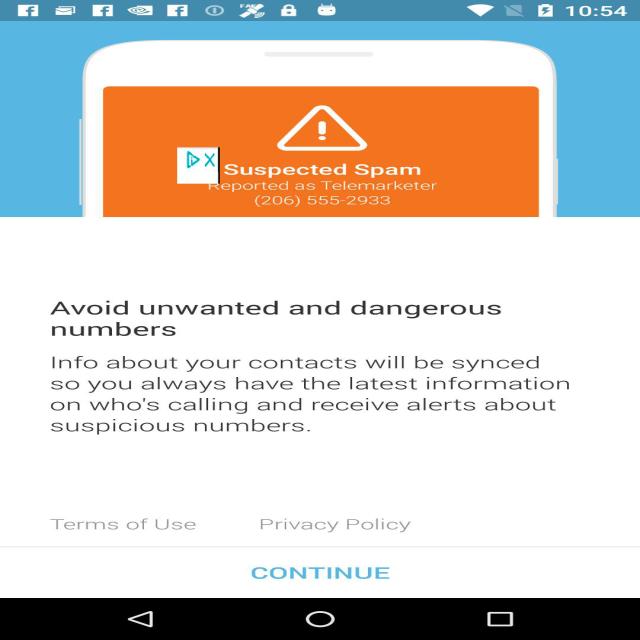 10:54
Suspected Spam
Reported as Telemarketer
(206) 555-2933
Avoid unwanted and dangerous
numbers
Info about your contacts will be synced
so you always have the latest information
on who's calling and receive alerts about
suspicious numbers.
Terms of Use Privacy Policy
CONTINUE